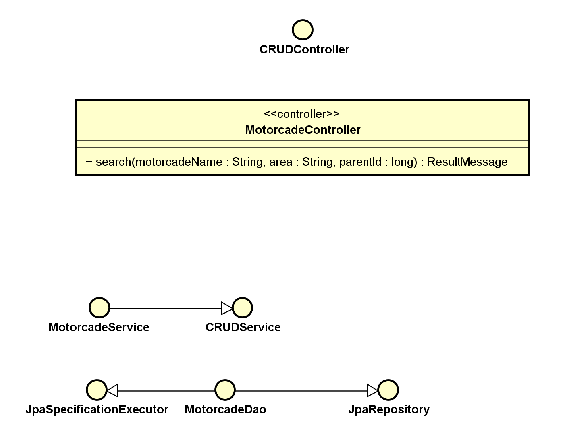 CRUDController
<<controller>>
MotorcadeController
+ search(motorcadeName : String, area : String, parentId : long) : ResultMessage
MotorcadeService CRUDService
JpaSpecificationExecutor MotorcadeDao JpaRepository